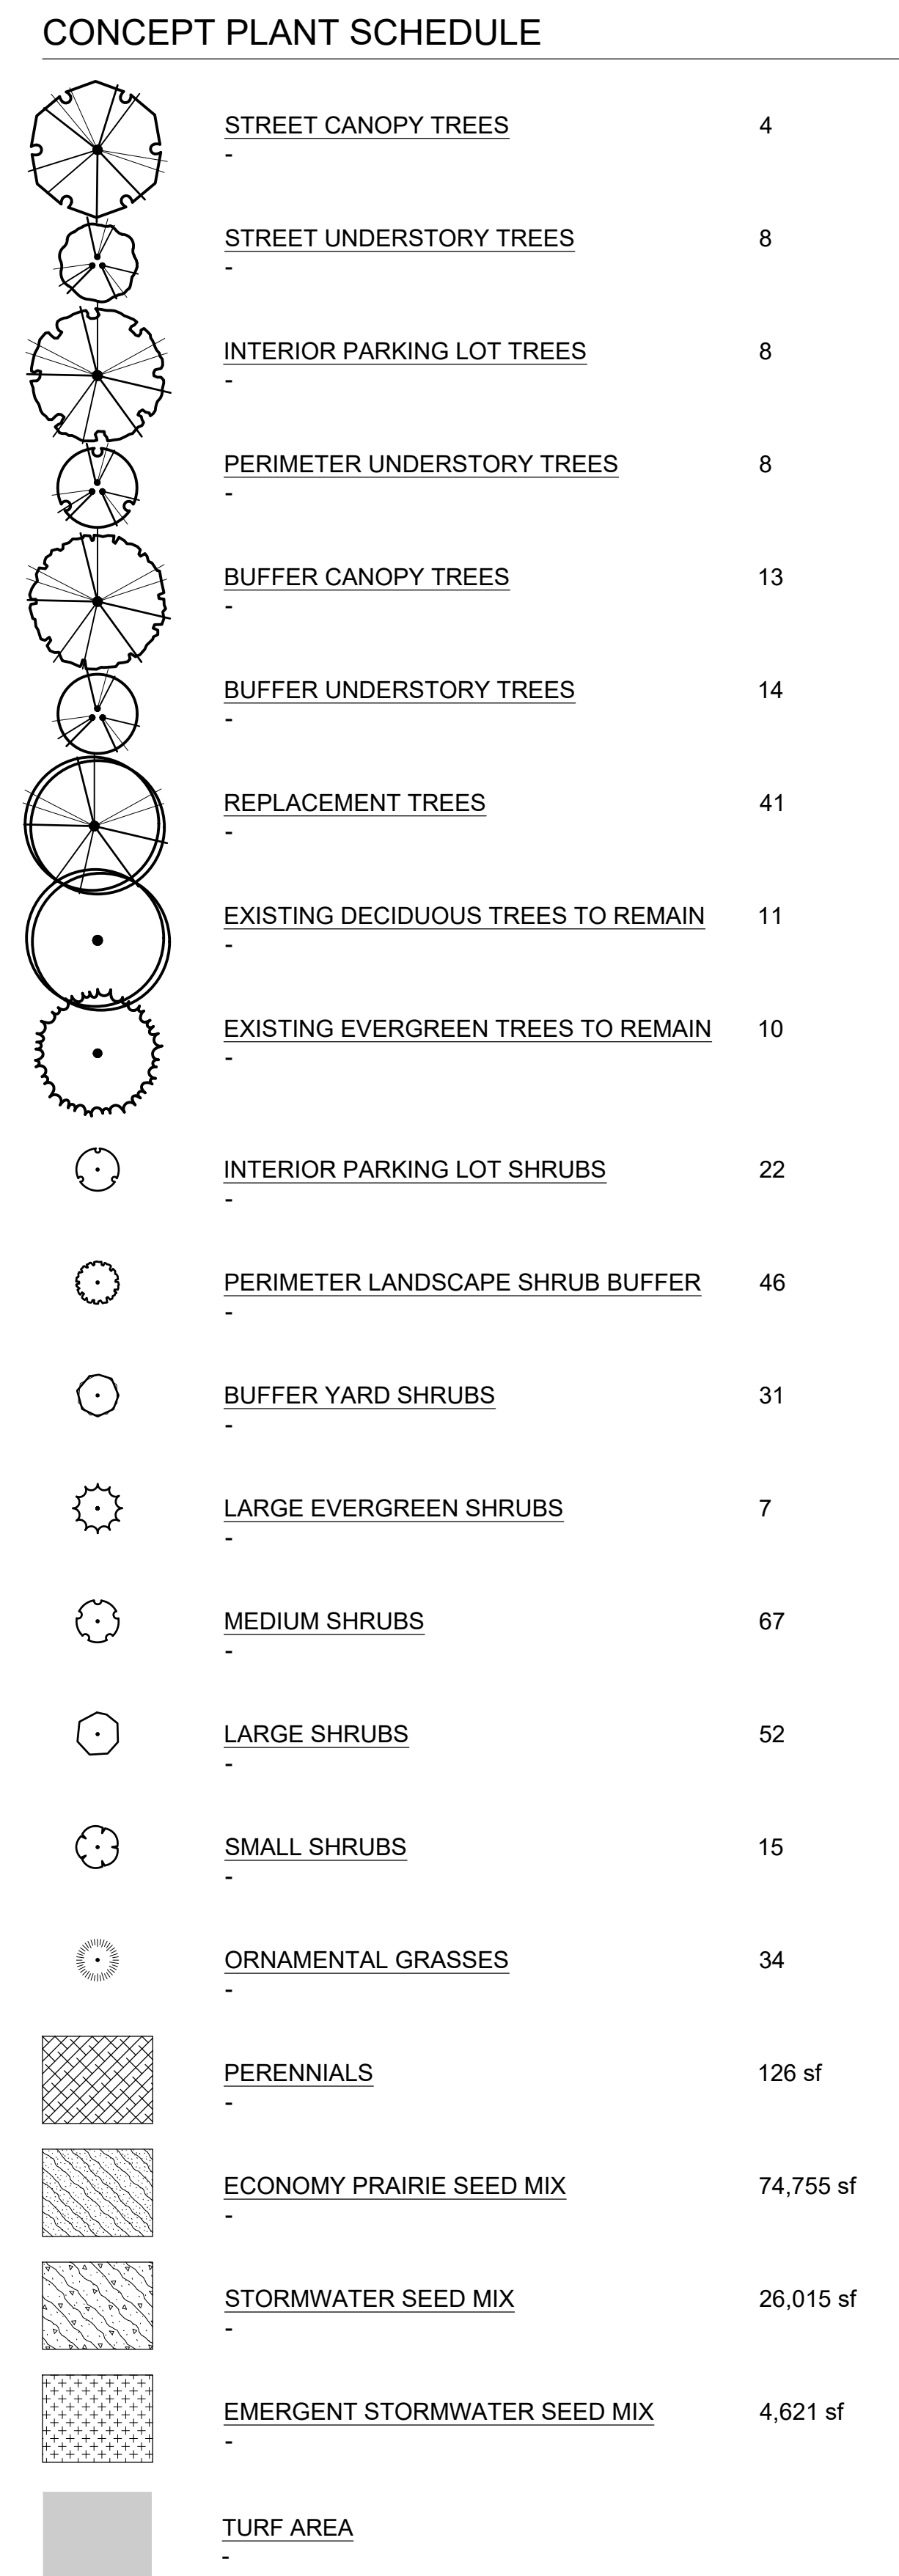 CONCEPT PLANT SCHEDULE
STREET CANOPY TREES 4
-
STREET UNDERSTORY TREES 8
-
INTERIOR PARKING LOT TREES 8
-
PERIMETER UNDERSTORY TREES 8
-
BUFFER CANOPY TREES 13
-
BUFFER UNDERSTORY TREES 14
-
REPLACEMENT TREES 41
-
EXISTING DECIDUOUS TREES TO REMAIN 11
-
EXISTING EVERGREEN TREES TO REMAIN 10
-
INTERIOR PARKING LOT SHRUBS 22
-
PERIMETER LANDSCAPE SHRUB BUFFER 46
-
BUFFER YARD SHRUBS 31
-
LARGE EVERGREEN SHRUBS 7
-
MEDIUM SHRUBS 67
-
LARGE SHRUBS 52
-
SMALL SHRUBS 15
-
ORNAMENTAL GRASSES 34
-
PERENNIALS 126 sf
-
ECONOMY PRAIRIE SEED MIX 74,755 sf
-
STORMWATER SEED MIX 26,015 sf
-
EMERGENT STORMWATER SEED MIX 4,621 sf
-
TURF AREA
-